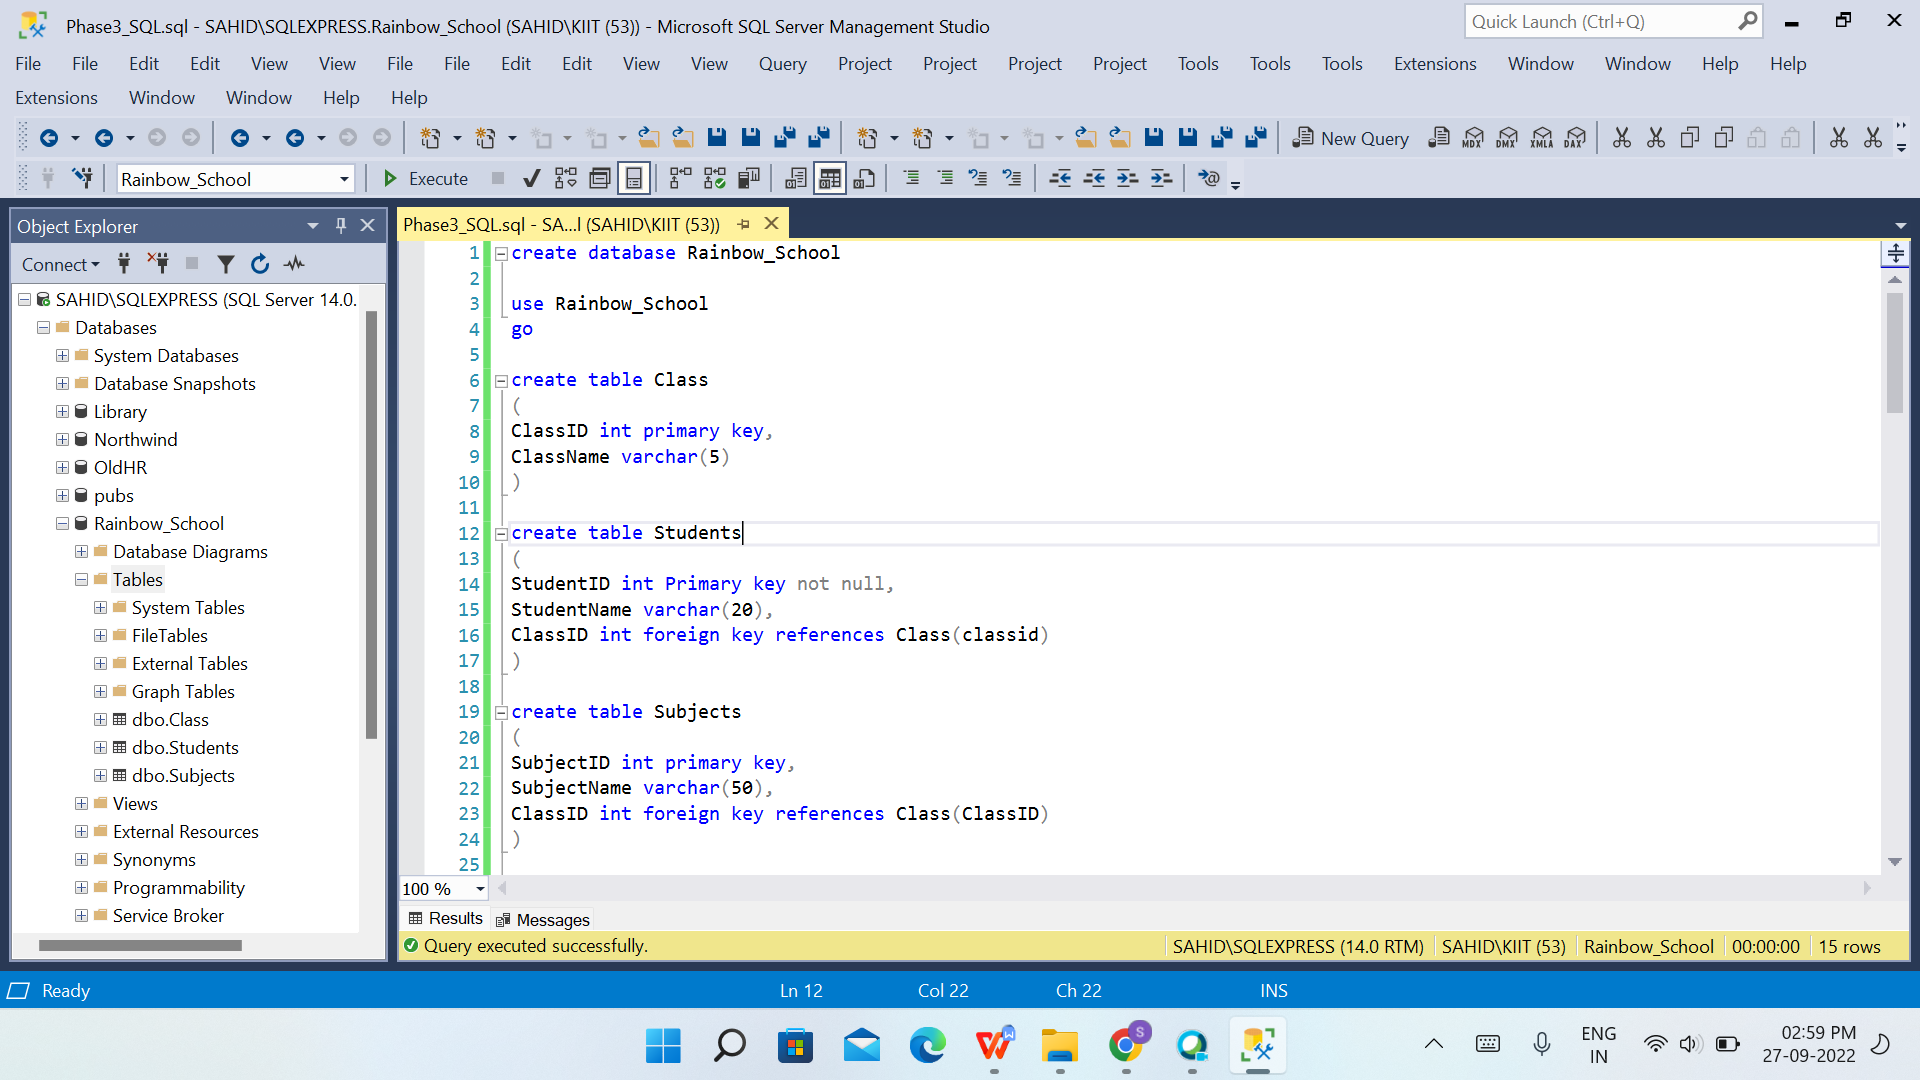 Phase3_SQL.sql - SAHID\SQLEXPRESS.Rainbow_School (SAHID\KIIT (53)) - Microsoft SQL Server Management Studio
Quick Launch (Ctrl+Q)
File File Edit Edit View View File File Edit Edit View View Query Project Project Project Project Tools Tools Tools Extensions Window Window Help Help
Extensions Window Window Help Help
New Query MDX DMX XMLA DAX
Rainbow_School Execute
Object Explorer
Connect
SAHID\SQLEXPRESS (SQL Server 14.0.
Databases
System Databases
Database Snapshots
Library
Northwind
OldHR
pubs
Rainbow_School
Database Diagrams
Tables
System Tables
FileTables
External Tables
Graph Tables
dbo.Class
dbo.Students
dbo.Subjects
Views
External Resources
Synonyms
Programmability
Service Broker
Phase3_SQL.sql - SA...l (SAHID\KIIT (53))
1 create database Rainbow_School
2
3 use Rainbow_School
4 go
5
6 create table Class
7 (
8 ClassID int primary key,
9 ClassName varchar(5)
10 )
11
12 create table Students
13 (
14 StudentID int Primary key not null,
15 StudentName varchar(20),
16 ClassID int foreign key references Class(classid)
17 )
18
19 create table Subjects
20 (
21 SubjectID int primary key,
22 SubjectName varchar(50),
23 ClassID int foreign key references Class(ClassID)
24 )
25
100 %
Results Messages
Query executed successfully. SAHID\SQLEXPRESS (14.0 RTM) SAHID\KIIT (53) Rainbow_School 00:00:00 15 rows
Ready Ln 12 Col 22 Ch 22 INS
W
S
ENG
IN
02:59 PM
27-09-2022